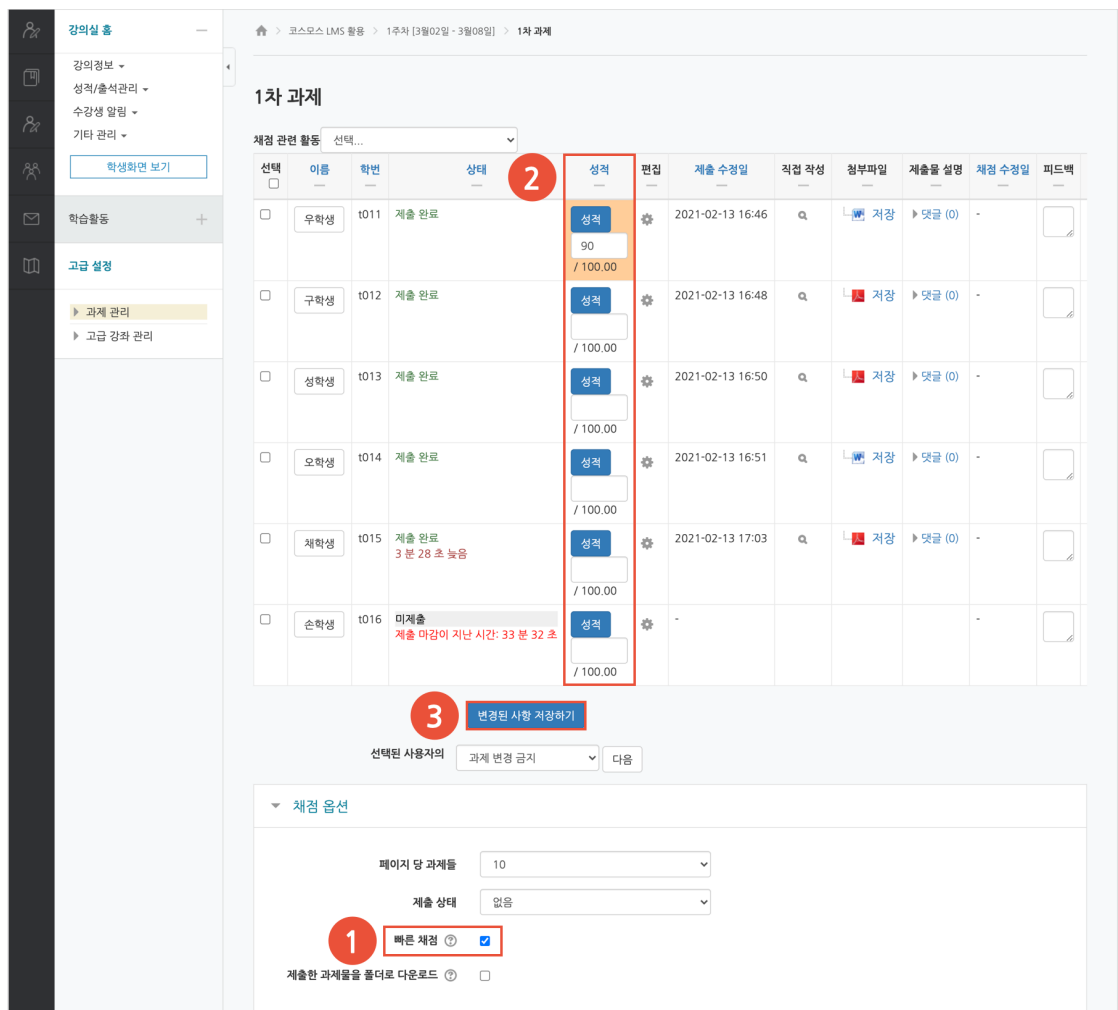 강의실 홈
강의정보
성적/출석관리
수강생 알림
기타 관리
학생화면 보기
학습활동
고급 설정
과제 관리
고급 강좌 관리
코스모스 LMS 활용 > 1주차 [3월02일 - 3월08일] > 1차 과제
1차 과제
채점 관련 활동 선택...
선택 이름 학번 상태 2 성적 편집 제출 수정일 직접 작성 첨부파일 제출물 설명 채점 수정일 피드백
우학생 t011 제출 완료 성적 2021-02-13 16:46 저장 댓글 (0) -
90
/ 100.00
구학생 t012 제출 완료 성적 2021-02-13 16:48 저장 댓글 (0) -
/ 100.00
성학생 t013 제출 완료 성적 2021-02-13 16:50 저장 댓글 (0) -
/ 100.00
오학생 t014 제출 완료 성적 2021-02-13 16:51 저장 댓글 (0) -
/ 100.00
채학생 t015 제출 완료 성적 2021-02-13 17:03 저장 댓글 (0) -
3 분 28 초 늦음
/ 100.00
손학생 t016 미제출 성적 - -
제출 마감이 지난 시간: 33 분 32 초
/ 100.00
3 변경된 사항 저장하기
선택된 사용자의 과제 변경 금지 다음
채점 옵션
페이지 당 과제들 10
제출 상태 없음
1 빠른 채점
제출한 과제물을 폴더로 다운로드